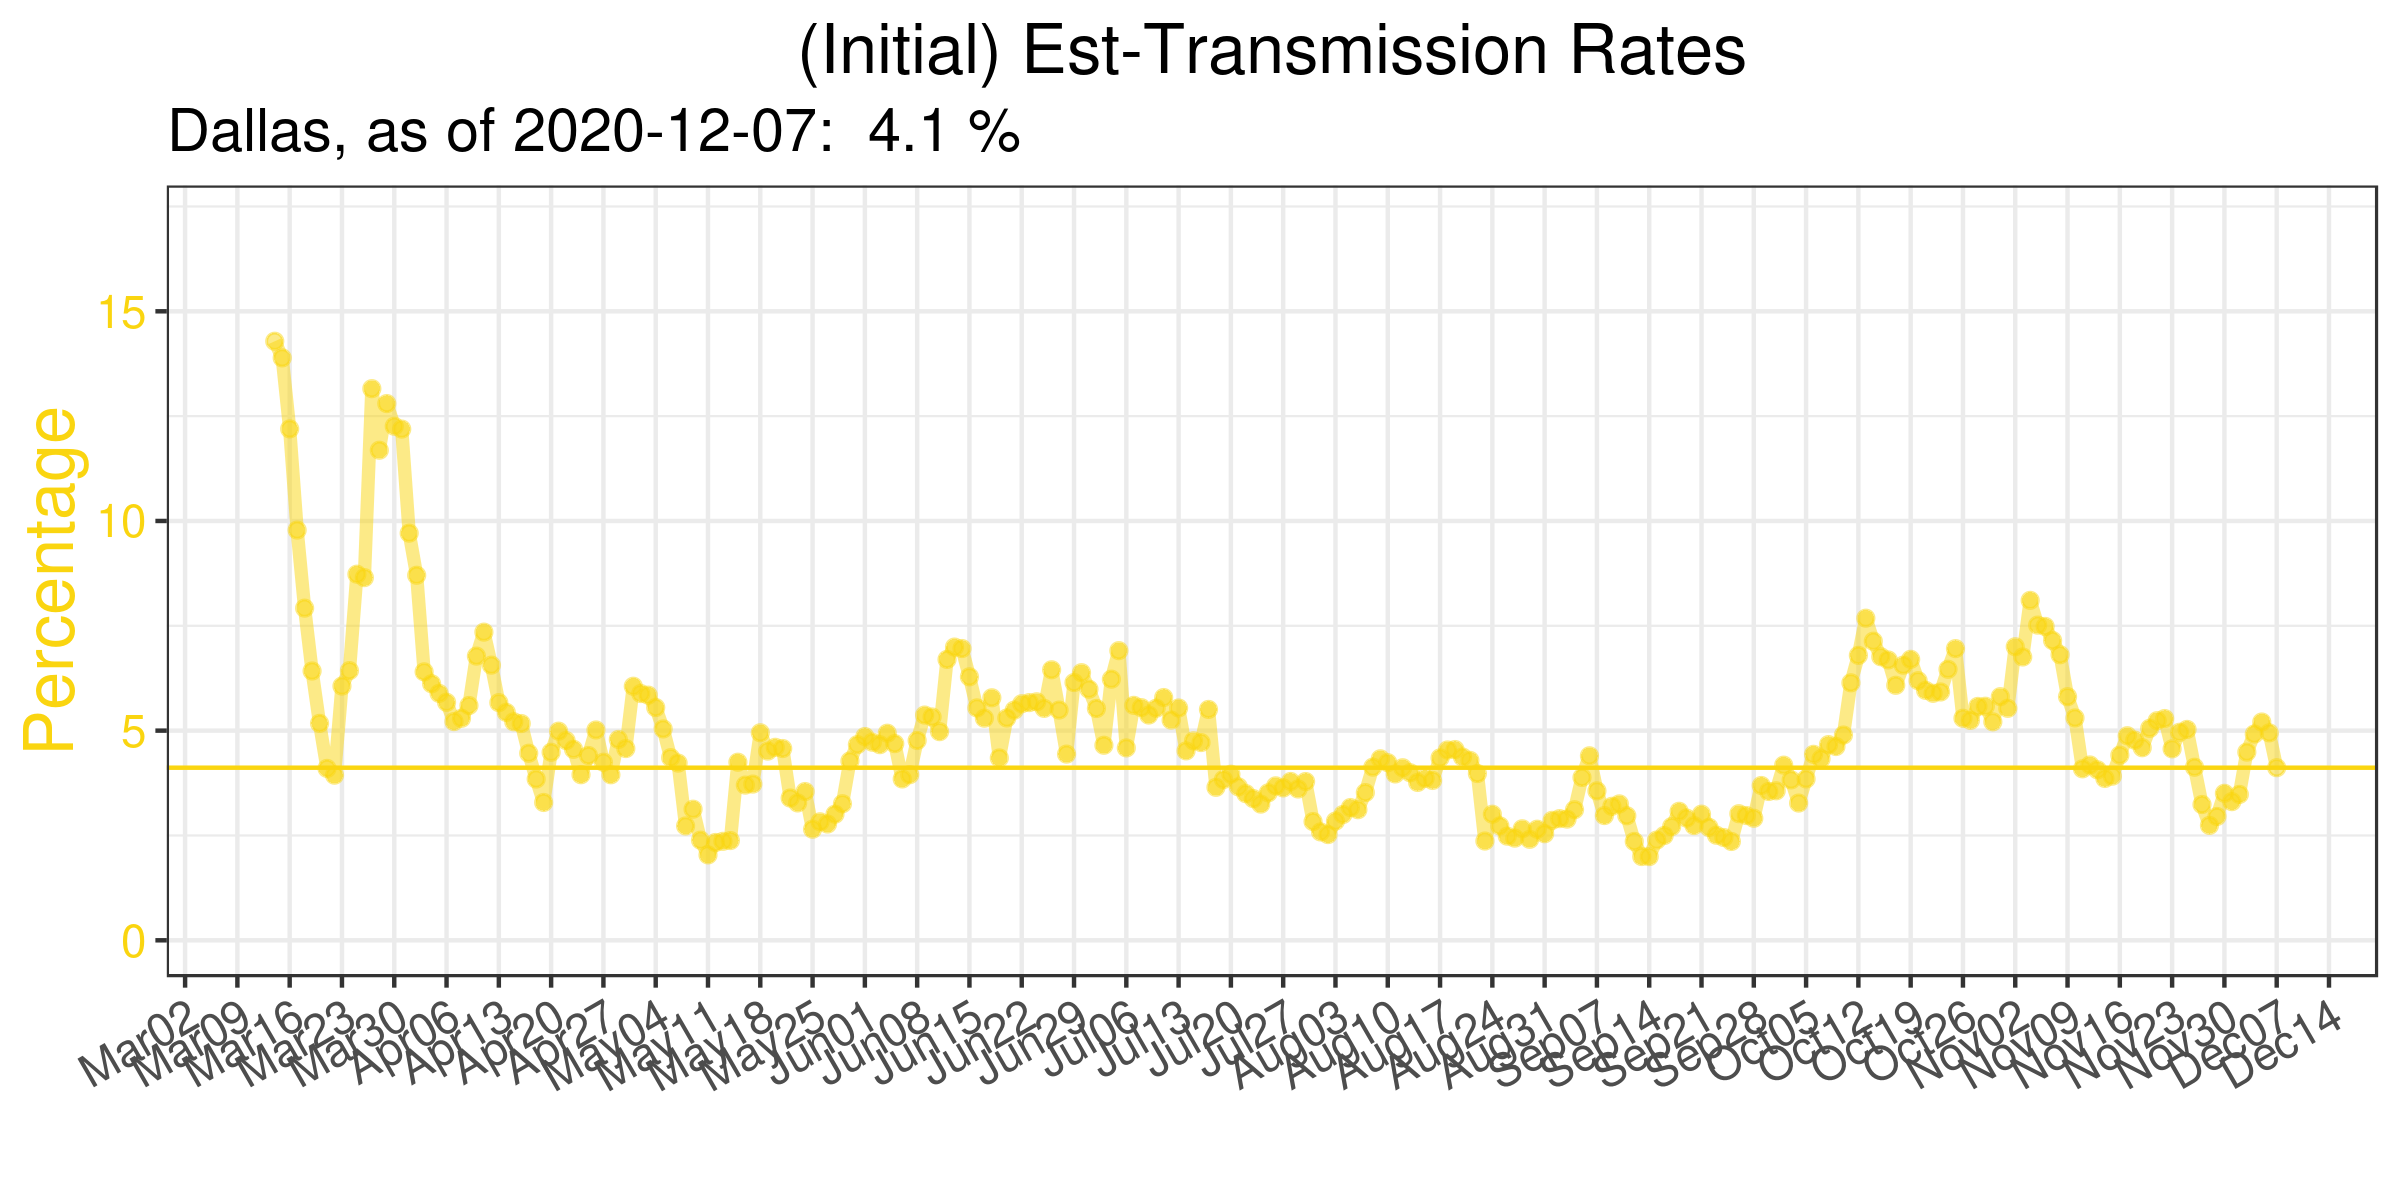 (Initial) Est-Transmission Rates
Dallas, as of 2020-12-07:  4.1 %
Percentage
15
10
5
0
Mar02
Mar09
Mar16
Mar23
Mar30
Apr06
Apr13
Apr20
Apr27
May04
May11
May18
May25
Jun01
Jun08
Jun15
Jun22
Jun29
Jul06
Jul13
Jul20
Jul27
Aug03
Aug10
Aug17
Aug24
Aug31
Sep07
Sep14
Sep21
Sep28
Oct05
Oct12
Oct19
Oct26
Nov02
Nov09
Nov16
Nov23
Nov30
Dec07
Dec14